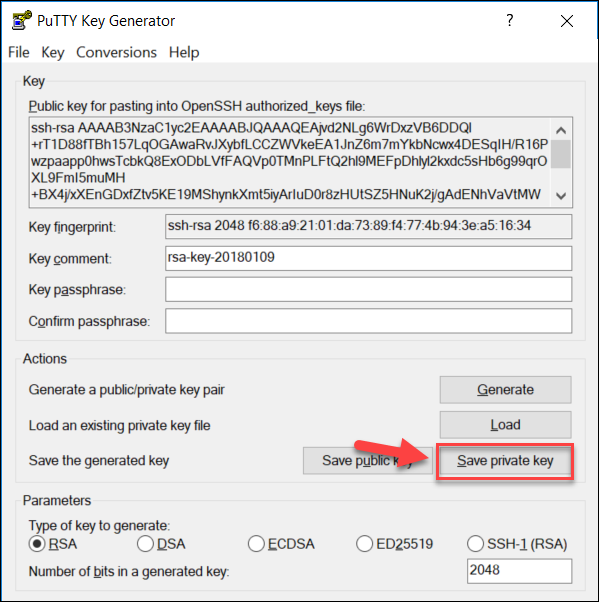 PuTTY Key Generator
File Key Conversions Help
Key
Public key for pasting into OpenSSH authorized_keys file:
ssh-rsa AAAAB3NzaC1yc2EAAAABJQAAAQEAjvd2NLg6WrDxzVB6DDQl
+rT1D88fTBh157LqOGAwaRvJXybfLCCZWVkeEA1JnZ6m7mYkbNcwx4DESqIH/R16P
wzpaapp0hwsTcbkQ8ExODbLVfFAQVp0TMnPLFtQ2hl9MEFpDhlyl2kxdc5sHb6g99qrO
XL9FmI5muMH
+BX4j/xXEnGDxfZtv5KE19MShynkXmt5iyArIuD0r8zHUtSZ5HNuK2j/gAdENhVaVtMW
Key fingerprint: ssh-rsa 2048 f6:88:a9:21:01:da:73:89:f4:77:4b:94:3e:a5:16:34
Key comment: rsa-key-20180109
Key passphrase:
Confirm passphrase:
Actions
Generate a public/private key pair Generate
Load an existing private key file Load
Save the generated key Save public key Save private key
Parameters
Type of key to generate:
RSA DSA ECDSA ED25519 SSH-1 (RSA)
Number of bits in a generated key: 2048